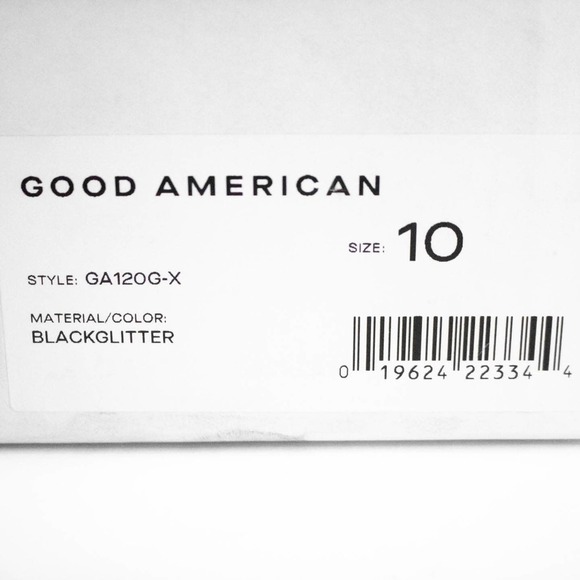 GOOD AMERICAN
SIZE: 10
STYLE: GA120G-X
MATERIAL/COLOR:
BLACKGLITTER
0 19624 22334 4